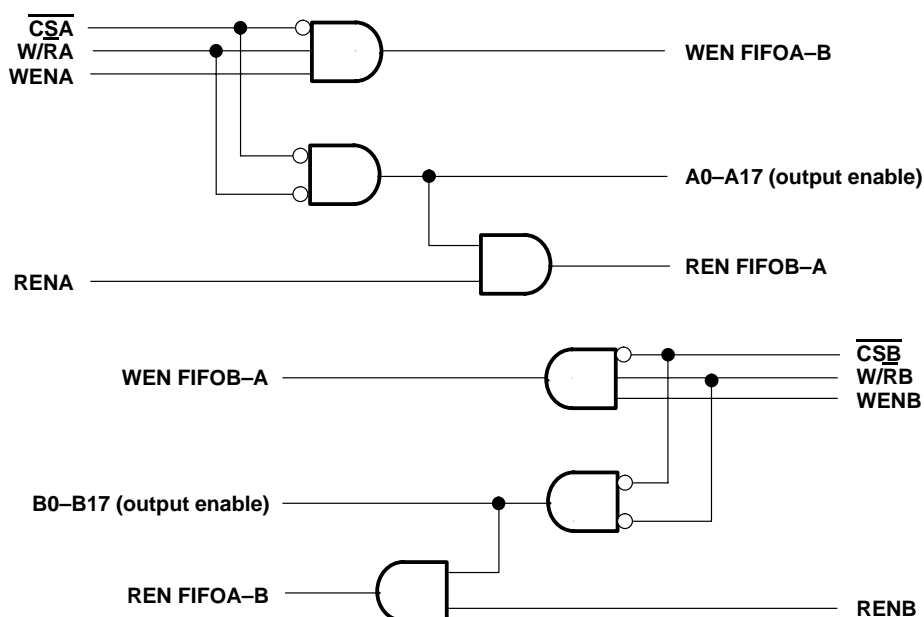 CSA
W/RA
WENA
WEN FIFOA–B
A0–A17 (output enable)
REN FIFOB–A
RENA
WEN FIFOB–A
CSB
W/RB
WENB
B0–B17 (output enable)
REN FIFOA–B
RENB